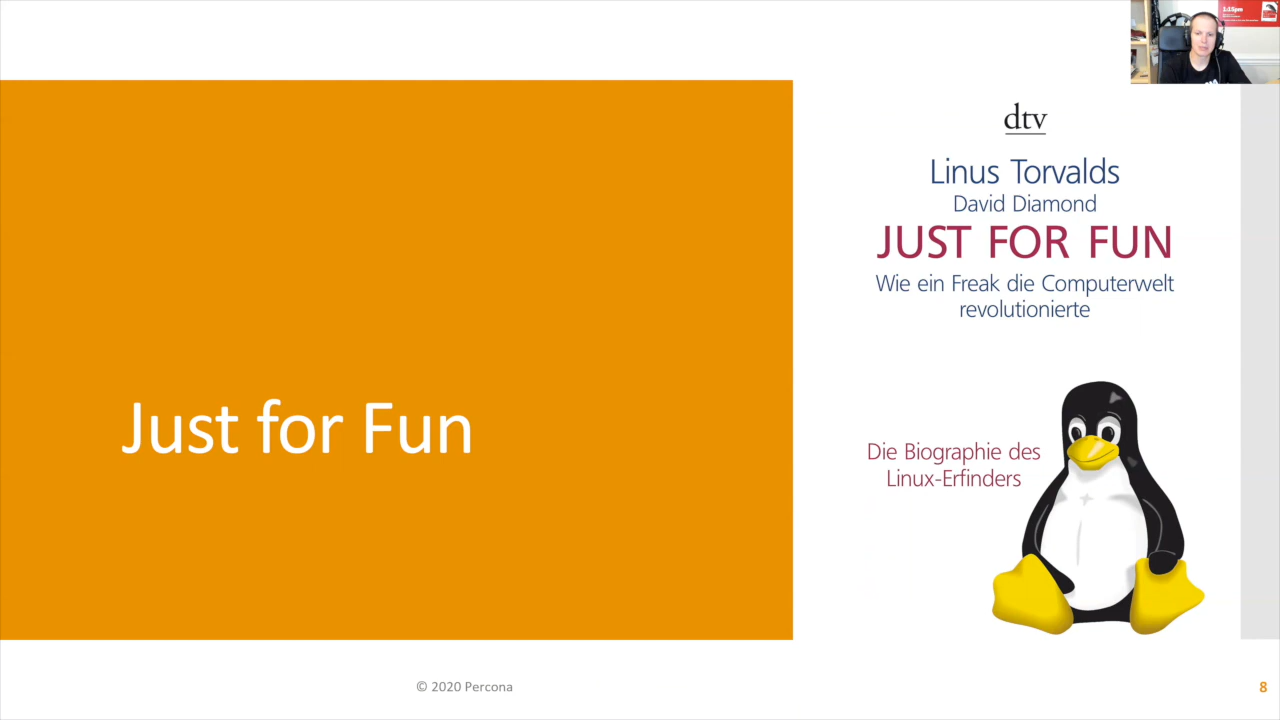 Just for Fun
dtv
Linus Torvalds
David Diamond
JUST FOR FUN
Wie ein Freak die Computerwelt
revolutionierte
Die Biographie des
Linux-Erfinders
© 2020 Percona
8